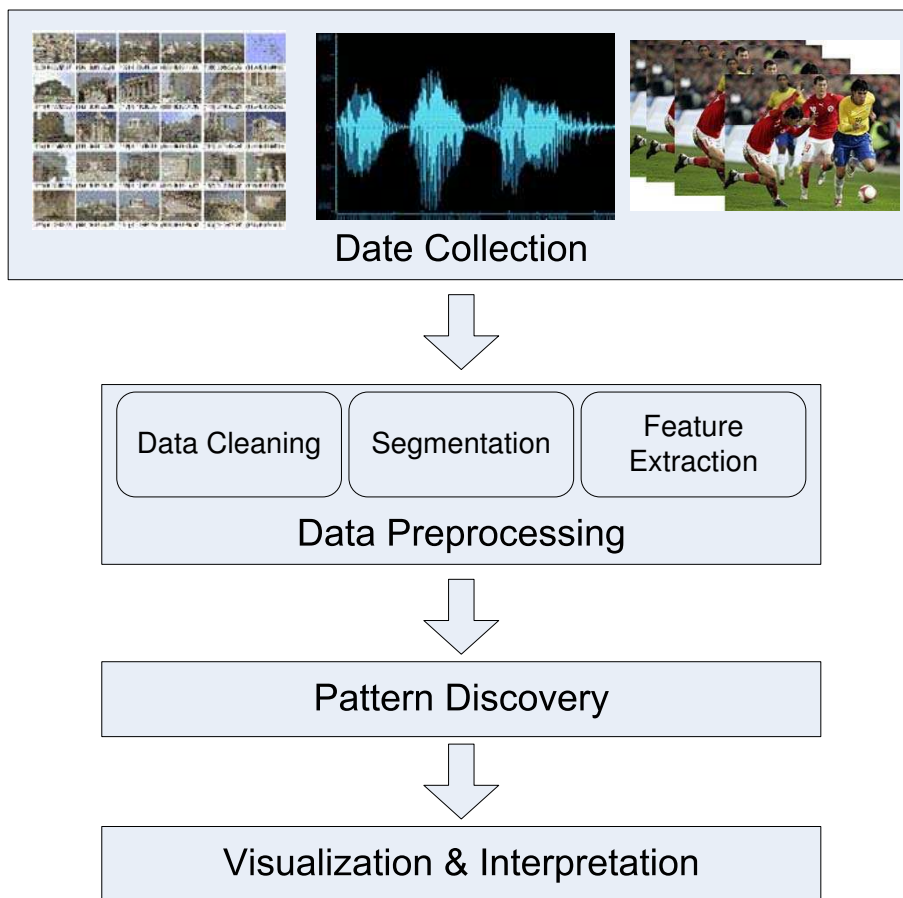 Date Collection
Data Cleaning
Segmentation
Feature
Extraction
Data Preprocessing
Pattern Discovery
Visualization & Interpretation